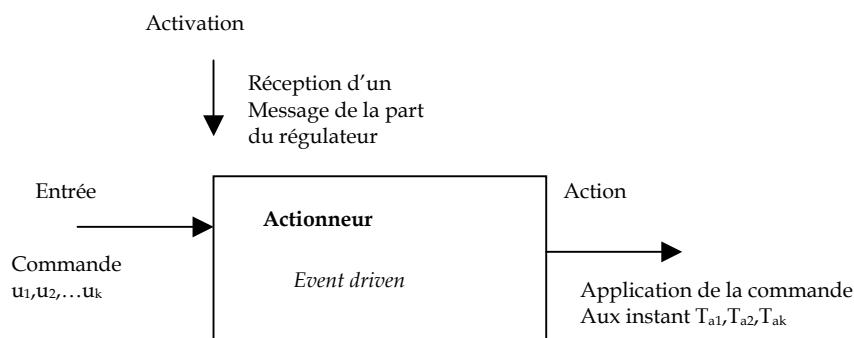 Activation
Réception d'un
Message de la part
du régulateur
Entrée
Commande
u1,u2,…uk
Actionneur
Event driven
Action
Application de la commande
Aux instant Ta1,Ta2,Tak